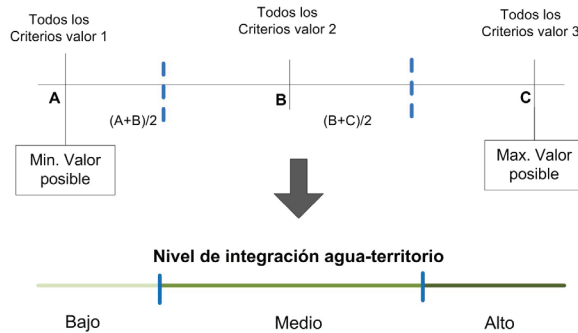 Todos los
Criterios valor 1
Todos los
Criterios valor 2
Todos los
Criterios valor 3
A
B
C
(A+B)/2
(B+C)/2
Min. Valor
posible
Max. Valor
posible
Nivel de integración agua-territorio
Bajo
Medio
Alto